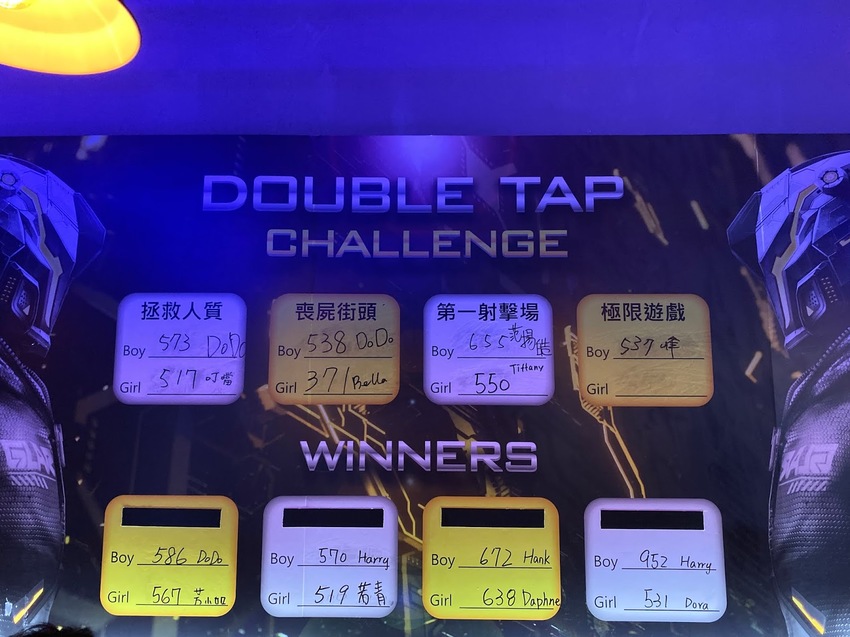 DOUBLE TAP
CHALLENGE
拯救人質
Boy 573 DoDo
Girl 517 叮噹
喪屍街頭
Boy 538 DoDo
Girl 371 Bella
第一射擊場
Boy 655
Girl 550 Tiffany
極限遊戲
Boy 537
Girl
WINNERS
Boy 586 DoDo
Girl 567
Boy 570 Harry
Girl 519 若青
Boy 672 Hank
Girl 638 Daphne
Boy 952 Harry
Girl 531 Dora